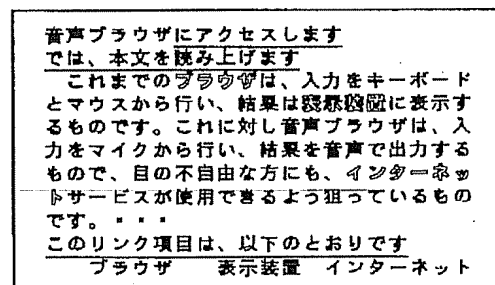 音声ブラウザにアクセスします
では、本文を読み上げます
これまでのブラウザは、入力をキーボード
とマウスから行い、結果は表示装置に表示す
るものです。これに対し音声ブラウザは、入
力をマイクから行い、結果を音声で出力する
もので、目の不自由な方にも、インターネッ
トサービスが使用できるよう狙っているもの
です。・・・
このリンク項目は、以下のとおりです
ブラウザ 表示装置 インターネット